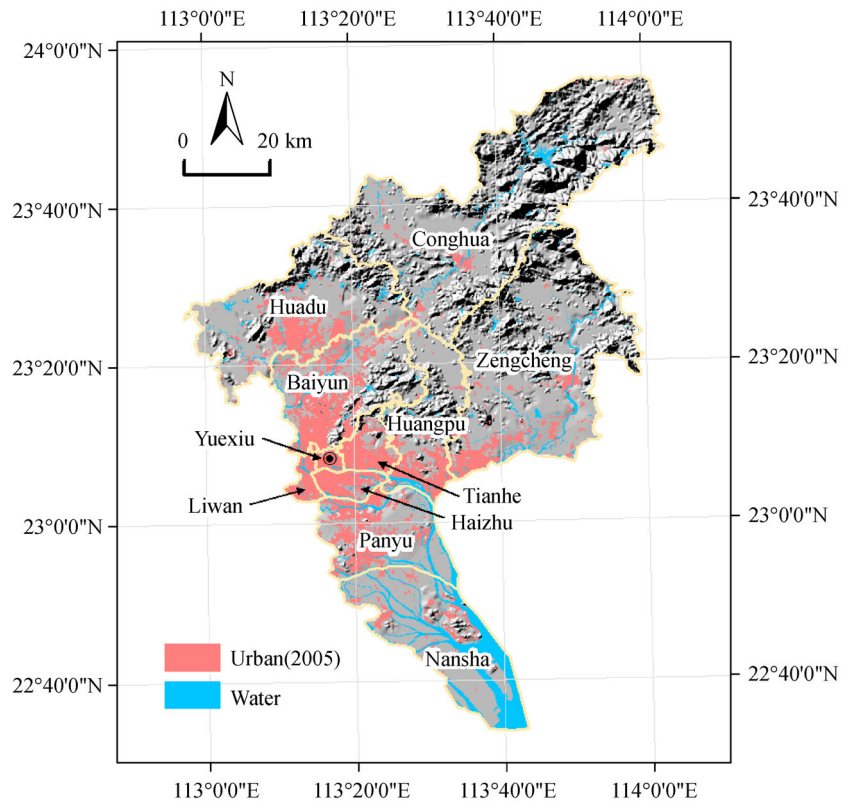 113°0'0"E 113°20'0"E 113°40'0"E 114°0'0"E
24°0'0"N
N
0 20 km
23°40'0"N 23°40'0"N
Conghua
Huadu
23°20'0"N Zengcheng 23°20'0"N
Baiyun
Huangpu
Yuexiu
Tianhe
Liwan
Haizhu
23°0'0"N 23°0'0"N
Panyu
Urban(2005)
Nansha
22°40'0"N 22°40'0"N
Water
113°0'0"E 113°20'0"E 113°40'0"E 114°0'0"E